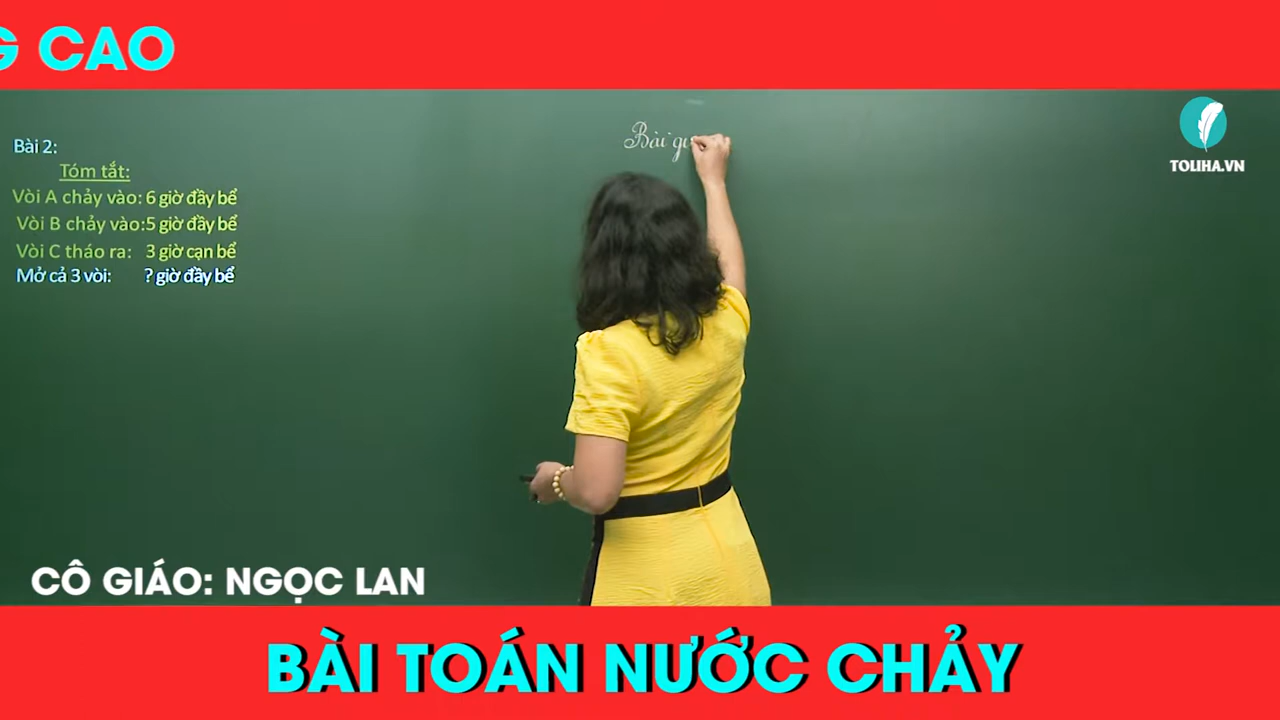 G CAO
TOLIHA.VN
Bài 2:
Tóm tắt:
Vòi A chảy vào: 6 giờ đầy bể
Vòi B chảy vào: 5 giờ đầy bể
Vòi C tháo ra: 3 giờ cạn bể
Mở cả 3 vòi: ? giờ đầy bể
Bài
CÔ GIÁO: NGỌC LAN
BÀI TOÁN NƯỚC CHẢY